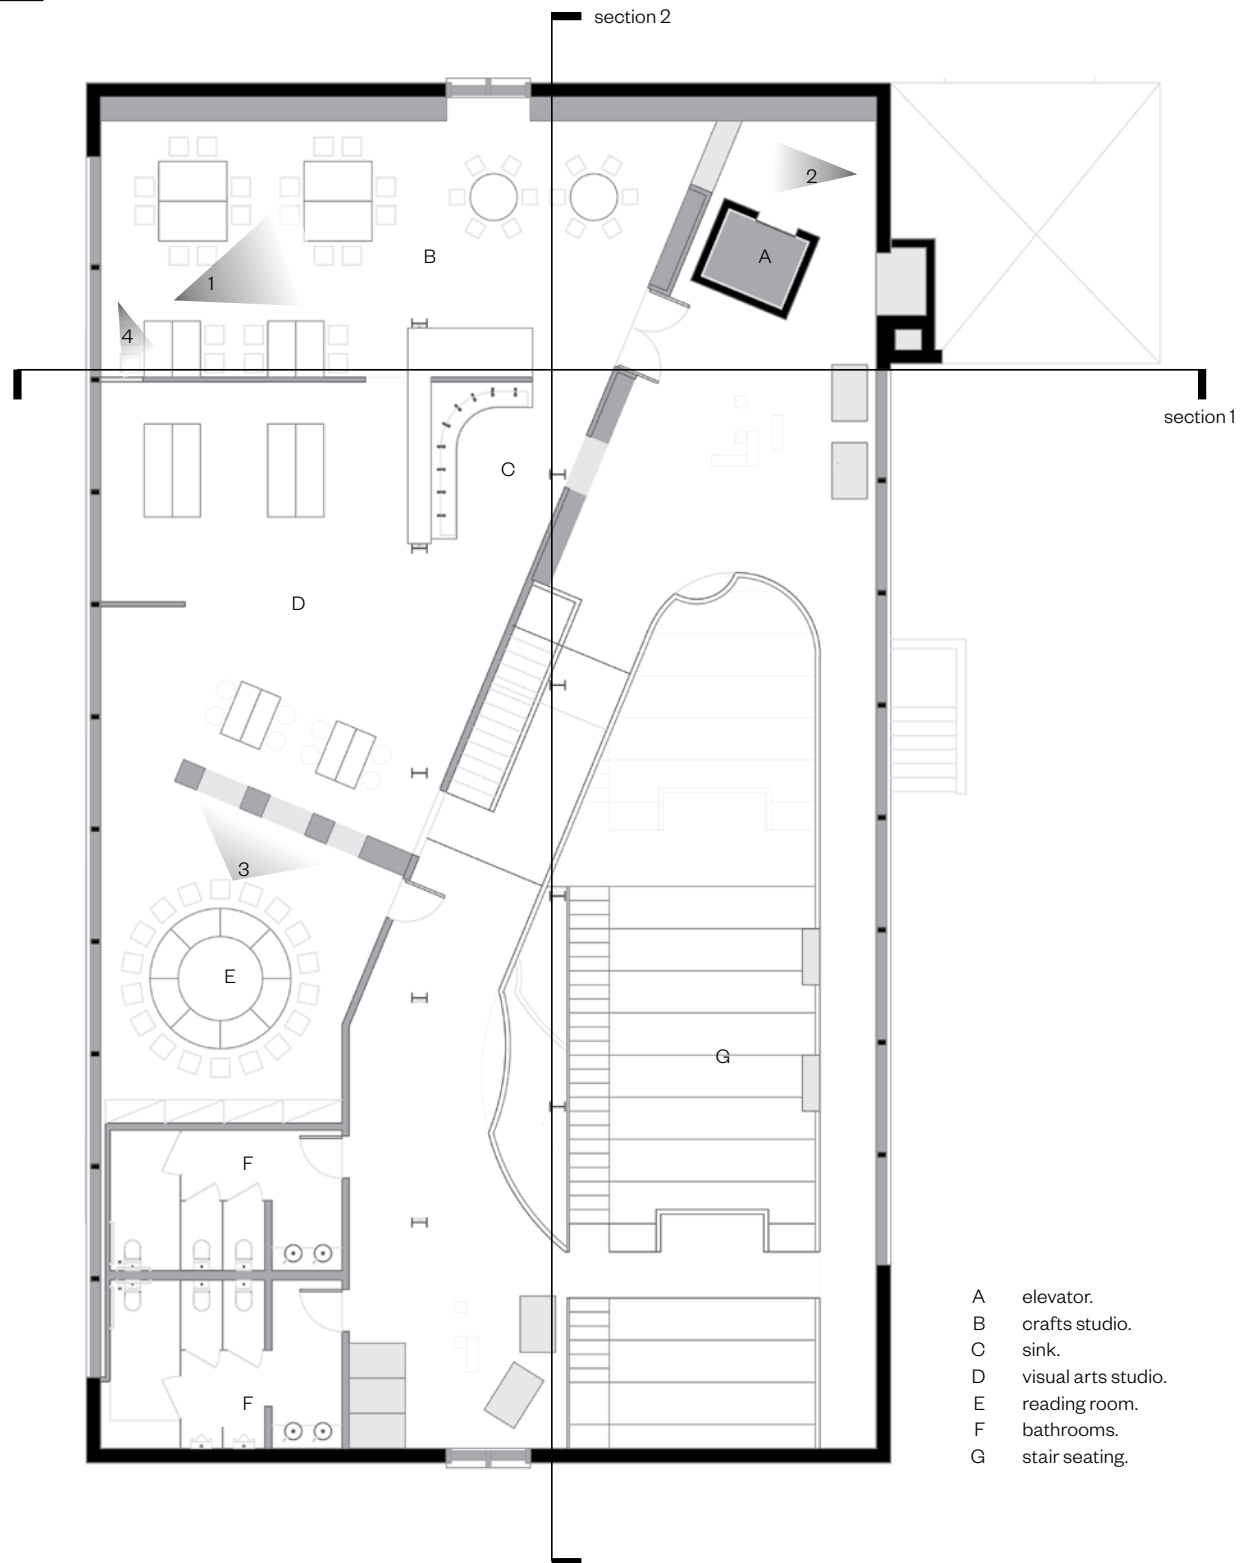 section 2
2
B
A
1
4
section 1
C
D
3
E
G
F
F
A elevator.
B crafts studio.
C sink.
D visual arts studio.
E reading room.
F bathrooms.
G stair seating.